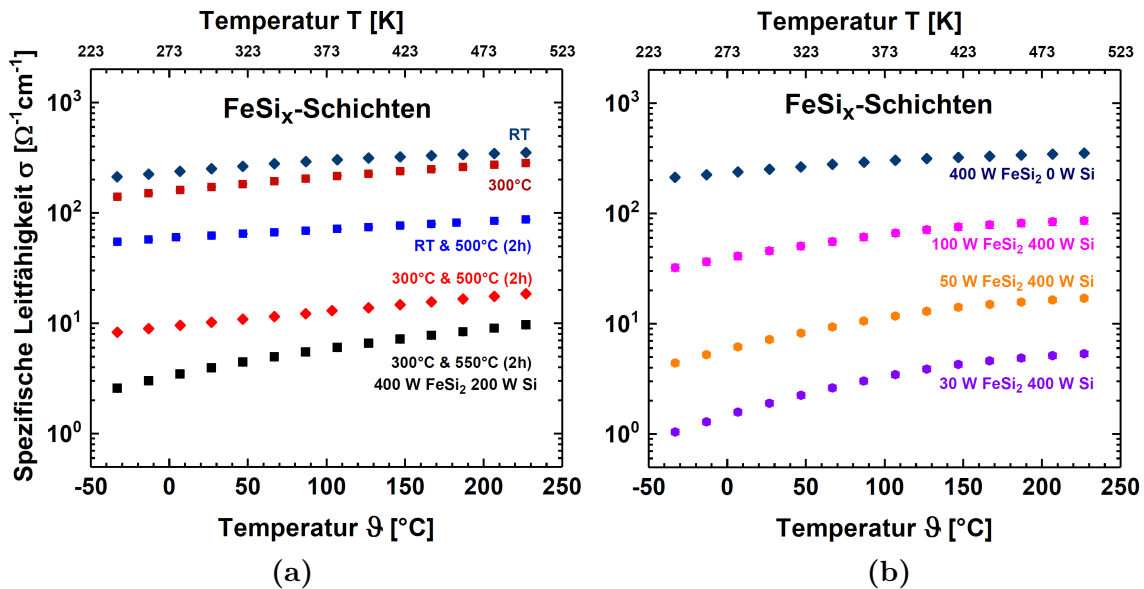 Temperatur T [K]
223 273 323 373 423 473 523
Spezifische Leitfähigkeit σ [Ω⁻¹cm⁻¹]
10³
10²
10¹
10⁰
FeSiₓ-Schichten
RT
300°C
RT & 500°C (2h)
300°C & 500°C (2h)
300°C & 550°C (2h)
400 W FeSi₂ 200 W Si
-50 0 50 100 150 200 250
Temperatur ϑ [°C]
(a)
Temperatur T [K]
223 273 323 373 423 473 523
10³
10²
10¹
10⁰
FeSiₓ-Schichten
400 W FeSi₂ 0 W Si
100 W FeSi₂ 400 W Si
50 W FeSi₂ 400 W Si
30 W FeSi₂ 400 W Si
-50 0 50 100 150 200 250
Temperatur ϑ [°C]
(b)